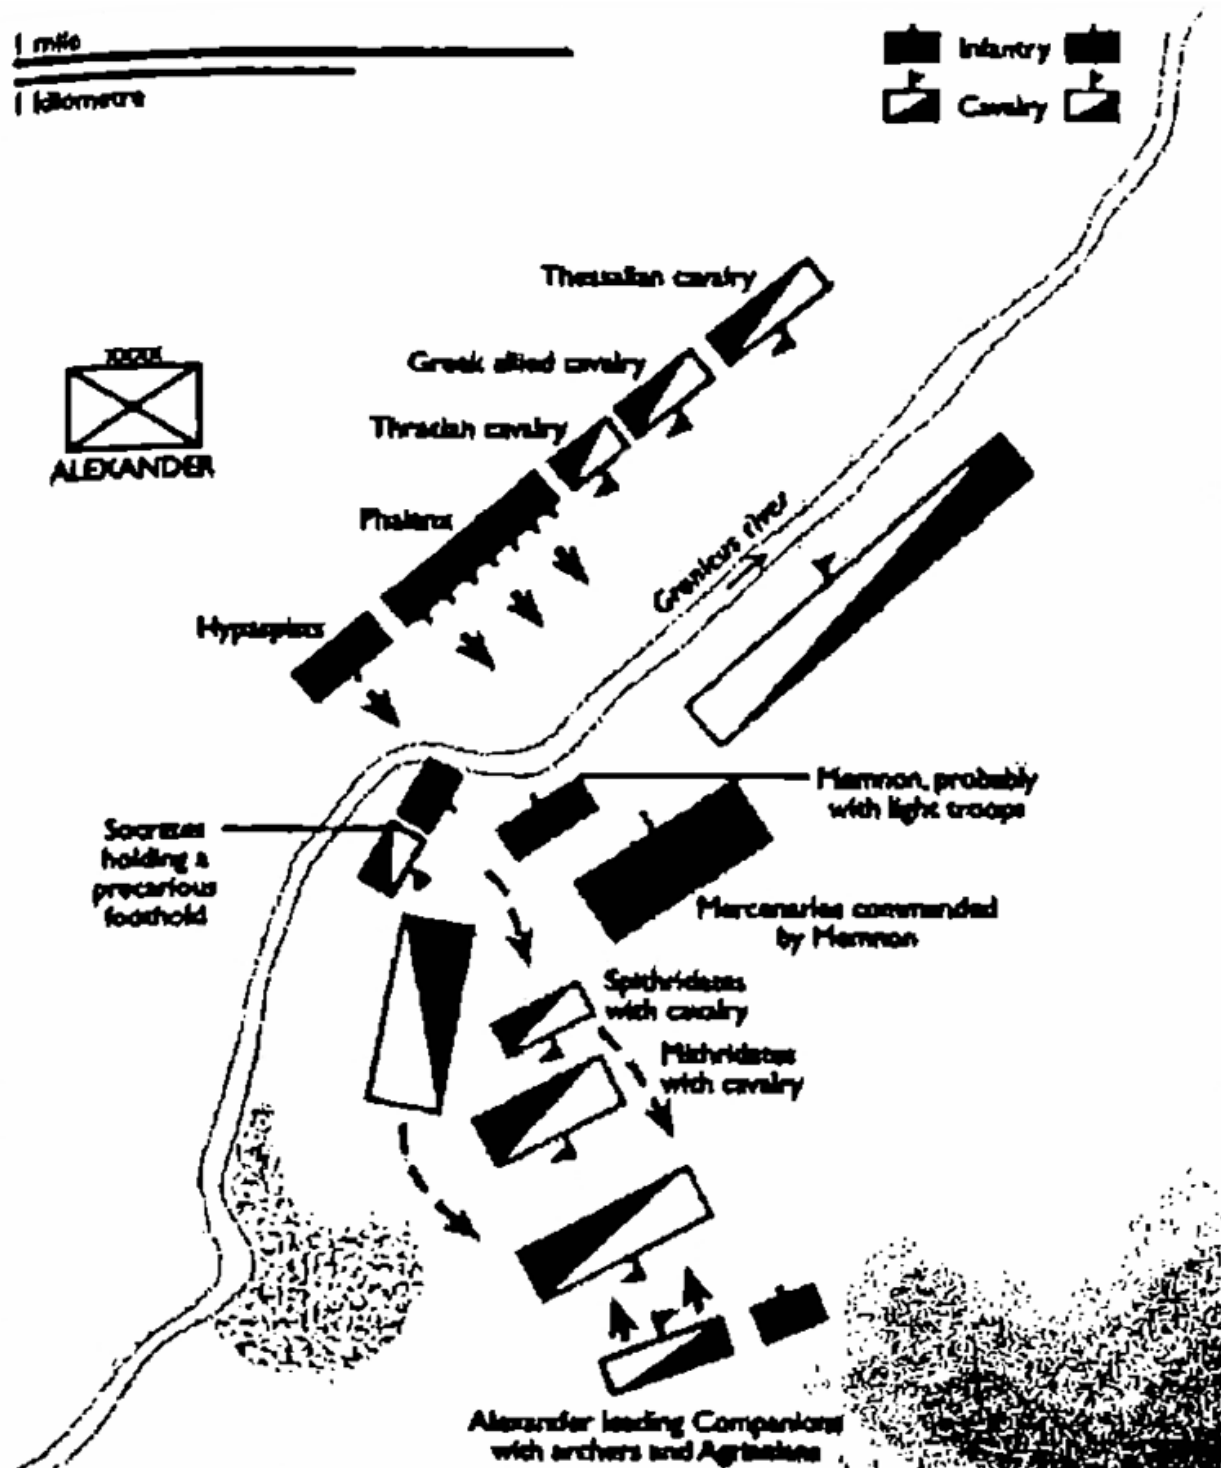 1 mile
1 kilometre
Infantry
Cavalry
XXXX
ALEXANDER
Thessalian cavalry
Greek allied cavalry
Thracian cavalry
Phalanx
Hypaspists
Granicus river
Socrates
holding a
precarious
foothold
Memnon, probably
with light troops
Mercenaries commanded
by Memnon
Spithridates
with cavalry
Mithridates
with cavalry
Alexander leading Companions
with archers and Agrianians